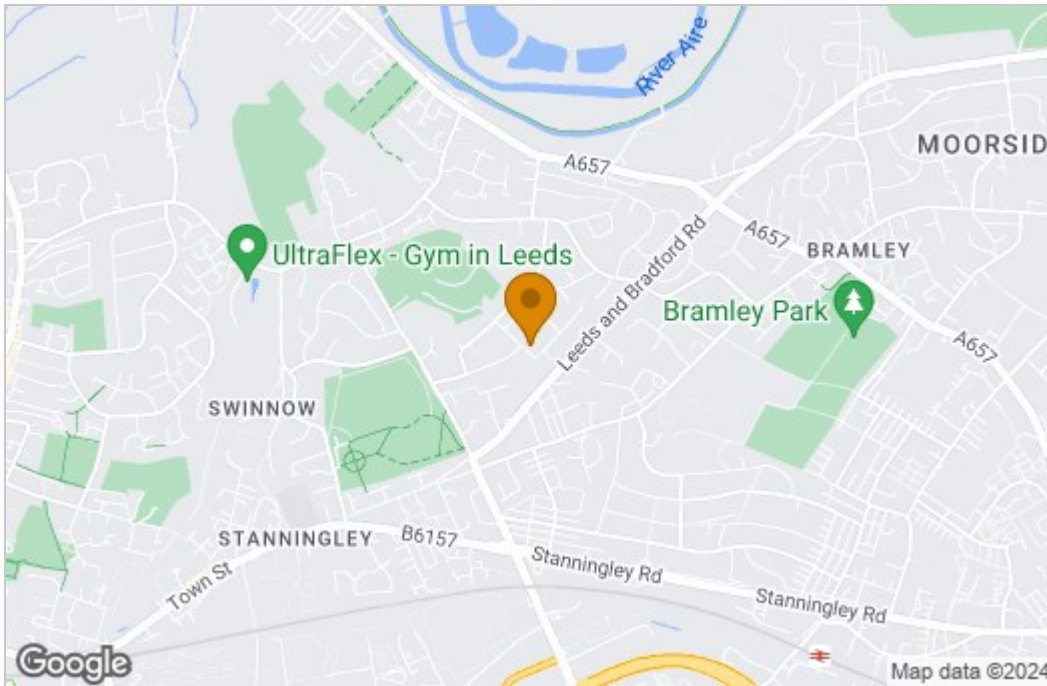 River Aire
A657
MOORSID
Leeds and Bradford Rd
A657
BRAMLEY
UltraFlex - Gym in Leeds
Bramley Park
A657
SWINNOW
STANNINGLEY
B6157
Town St
Stanningley Rd
Stanningley Rd
Google
Map data ©2024